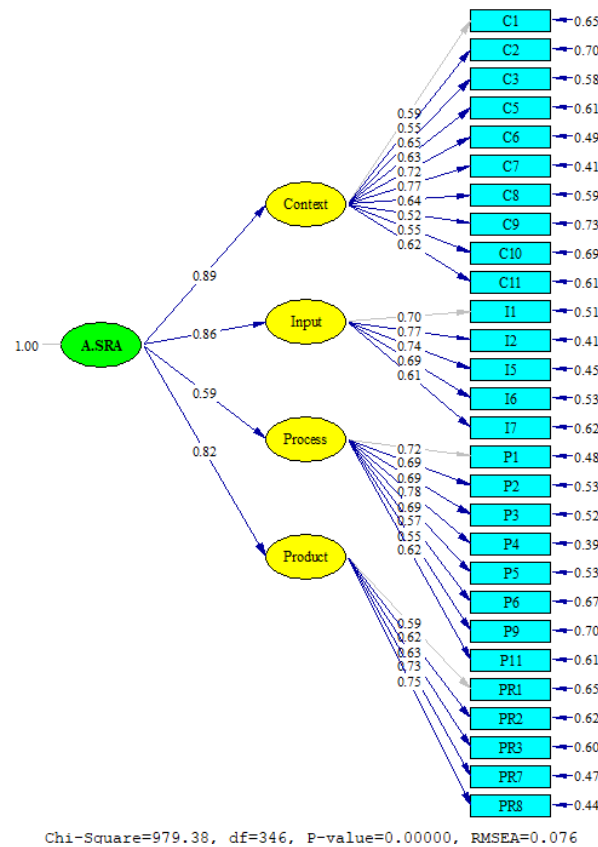 C1 0.65
C2 0.70
C3 0.58
C5 0.61
C6 0.49
C7 0.41
C8 0.59
C9 0.73
C10 0.69
C11 0.61
I1 0.51
I2 0.41
I5 0.45
I6 0.53
I7 0.62
P1 0.48
P2 0.53
P3 0.52
P4 0.39
P5 0.53
P6 0.67
P9 0.70
P11 0.61
PR1 0.65
PR2 0.62
PR3 0.60
PR7 0.47
PR8 0.44
0.59
0.55
0.65
0.63
0.72
0.77
0.64
0.52
0.55
0.62
Context
0.70
0.77
0.74
0.69
0.61
Input
0.72
0.69
0.69
0.78
0.69
0.57
0.55
0.62
Process
0.59
0.62
0.63
0.73
0.75
Product
0.89
0.86
0.59
0.82
1.00 A.SRA
Chi-Square=979.38, df=346, P-value=0.00000, RMSEA=0.076